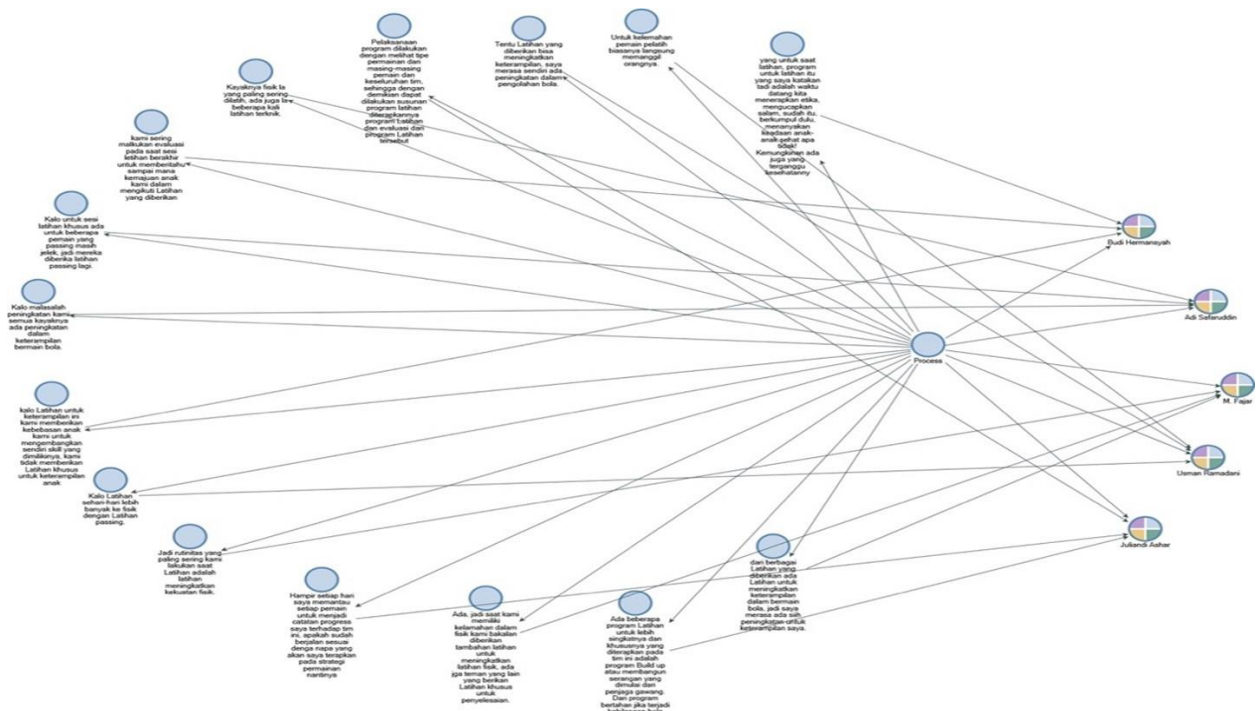 Untuk kelemahan
pemain pelatih
biasanya langsung
memanggil
orangnya.
Tentu Latihan yang
diberikan bisa
meningkatkan
keterampilan, saya
merasa sendiri ada
peningkatan dalam
pengolahan bola.
Pelaksanaan
program dilakukan
dengan melihat tipe
permainan dari
masing-masing
pemain dan
keseluruhan tim,
sehingga dengan
demikian dapat
dilakukan susunan
program latihan
diterapkannya
program Latihan
dan evaluasi dari
program Latihan
tersebut
yang untuk saat
latihan, program
untuk latihan itu
yang saya katakan
tadi adalah waktu
datang kita
menerapkan etika,
mengucapkan
salam, sudah itu,
berkumpul dulu,
menanyakan
keadaan anak-
anak sehat apa
tidak!
Kemungkinan ada
juga yang
terganggu
kesehatanny
Kayaknya fisik la
yang paling sering
dilatih, ada juga la
beberapa kali
latihan terknik.
kami sering
malkukan evaluasi
pada saat sesi
letihan berakhir
untuk memberitahu
sampai mana
kemajuan anak
kami dalam
mengikuti Latihan
yang diberikan
Kalo untuk sesi
latihan khusus ada
untuk beberapa
pemain yang
passing masih
jelek, jadi mereka
diberika latihan
passing lagi.
Budi Hermansyah
Kalo malasalah
peningkatan kami
semua kayaknya
ada peningkatan
dalam
keterampilan
bermain bola.
Adi Safaruddin
Process
M. Fajar
kalo Latihan untuk
keterampilan ini
kami memberikan
kebebasan anak
kami untuk
mengembangkan
sendiri skill yang
dimilikinya, kami
tidak memberikan
Latihan khusus
untuk keterampilan
anak
Usman Ramadani
Kalo Latihan
sehari-hari lebih
banyak ke fisik
dengan Latihan
passing.
Juliandi Ashar
Jadi rutinitas yang
paling sering kami
lakukan saat
Latihan adalah
latihan
meningkatkan
kekuatan fisik.
dari berbagai
Latihan yang
diberikan ada
Latihan untuk
meningkatkan
keterampilan
dalam bermain
bola, jadi saya
merasa ada siih
peningkatan untuk
keterampilan saya.
Hampir setiap hari
saya memantau
setiap pemain
untuk menjadi
catatan progress
saya terhadap tim
ini, apakah sudah
berjalan sesuai
denga napa yang
akan saya terapkan
pada strategi
permainan
nantinya
Ada, jadi saat kami
memiliki
kelamahan dalam
fisik kami bakalan
diberikan
tambahan latihan
untuk
meningkatkan
latihan fisik, ada
jga teman yang lain
yang berikan
Latihan khusus
untuk
penyelesaian.
Ada beberapa
program Latihan
untuk lebih
singkatnya dan
khususnya yang
diterapkan pada
tim ini adalah
program Build up
atau membangun
serangan yang
dimulai dari
penjaga gawang.
Dari program
bertahan jika terjadi